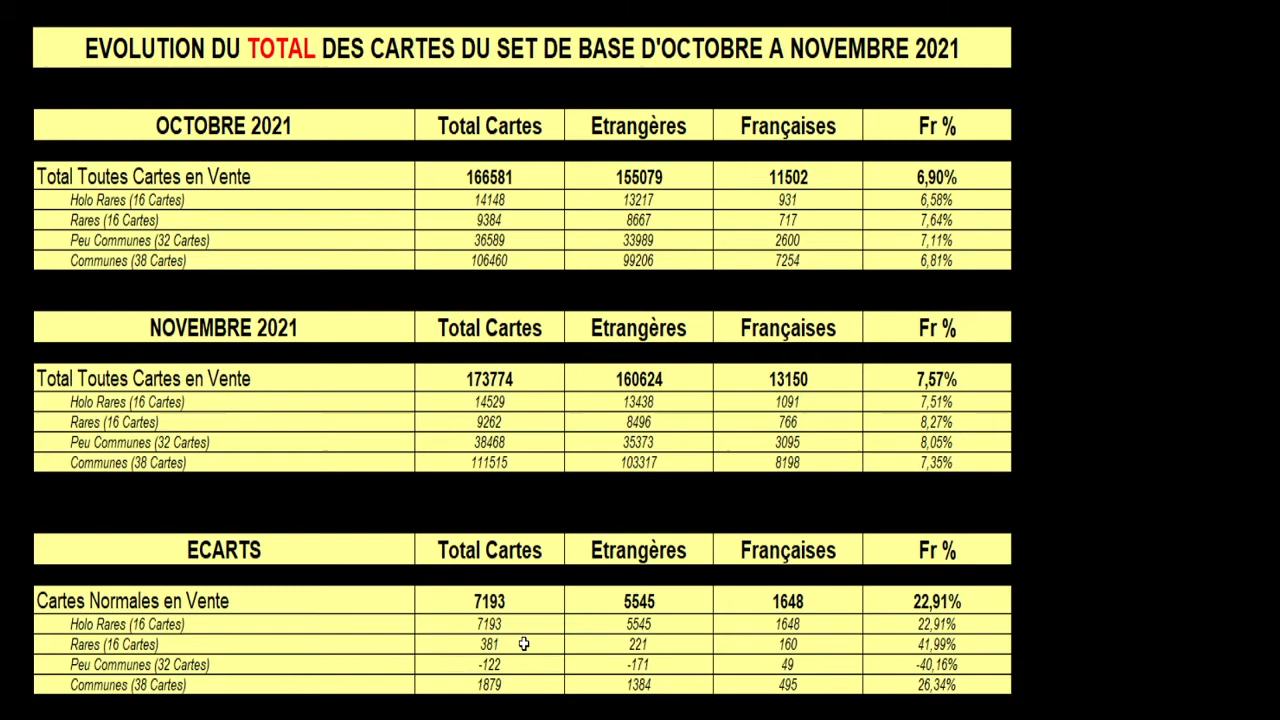 EVOLUTION DU TOTAL DES CARTES DU SET DE BASE D'OCTOBRE A NOVEMBRE 2021
OCTOBRE 2021 Total Cartes Etrangères Françaises Fr %
Total Toutes Cartes en Vente 166581 155079 11502 6,90%
Holo Rares (16 Cartes) 14148 13217 931 6,58%
Rares (16 Cartes) 9384 8667 717 7,64%
Peu Communes (32 Cartes) 36589 33989 2600 7,11%
Communes (38 Cartes) 106460 99206 7254 6,81%
NOVEMBRE 2021 Total Cartes Etrangères Françaises Fr %
Total Toutes Cartes en Vente 173774 160624 13150 7,57%
Holo Rares (16 Cartes) 14529 13438 1091 7,51%
Rares (16 Cartes) 9262 8496 766 8,27%
Peu Communes (32 Cartes) 38468 35373 3095 8,05%
Communes (38 Cartes) 111515 103317 8198 7,35%
ECARTS Total Cartes Etrangères Françaises Fr %
Cartes Normales en Vente 7193 5545 1648 22,91%
Holo Rares (16 Cartes) 7193 5545 1648 22,91%
Rares (16 Cartes) 381 221 160 41,99%
Peu Communes (32 Cartes) -122 -171 49 -40,16%
Communes (38 Cartes) 1879 1384 495 26,34%